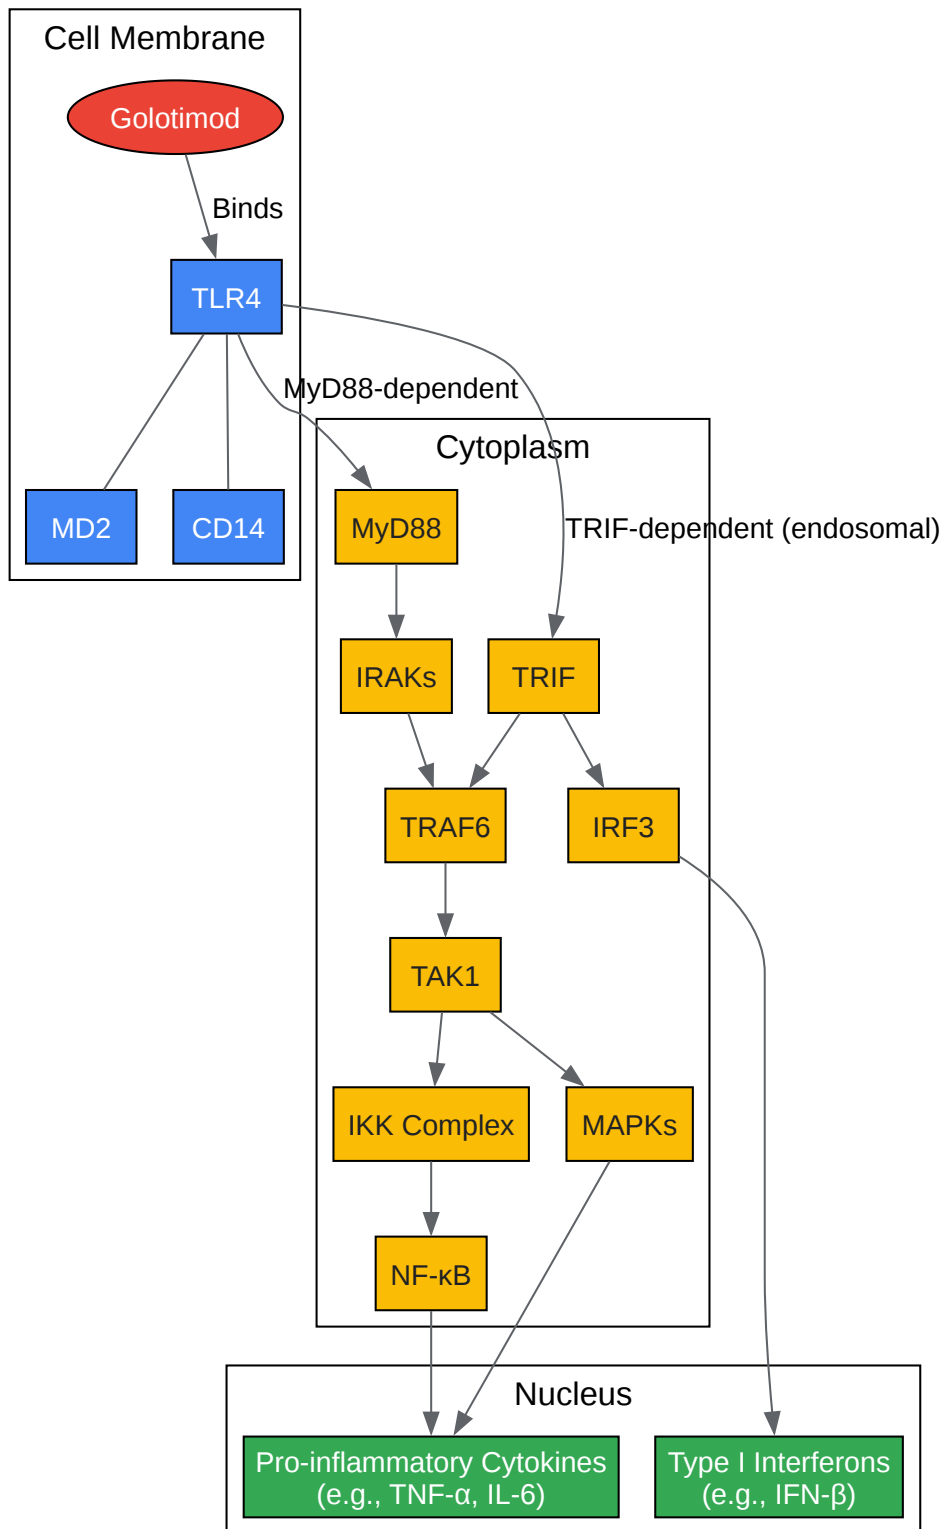 Cell Membrane
Golotimod
Binds
TLR4
MyD88-dependent
Cytoplasm
MD2
CD14
MyD88
TRIF-dependent (endosomal)
IRAKs
TRIF
TRAF6
IRF3
TAK1
IKK Complex
MAPKs
NF-κB
Nucleus
Pro-inflammatory Cytokines
(e.g., TNF-α, IL-6)
Type I Interferons
(e.g., IFN-β)